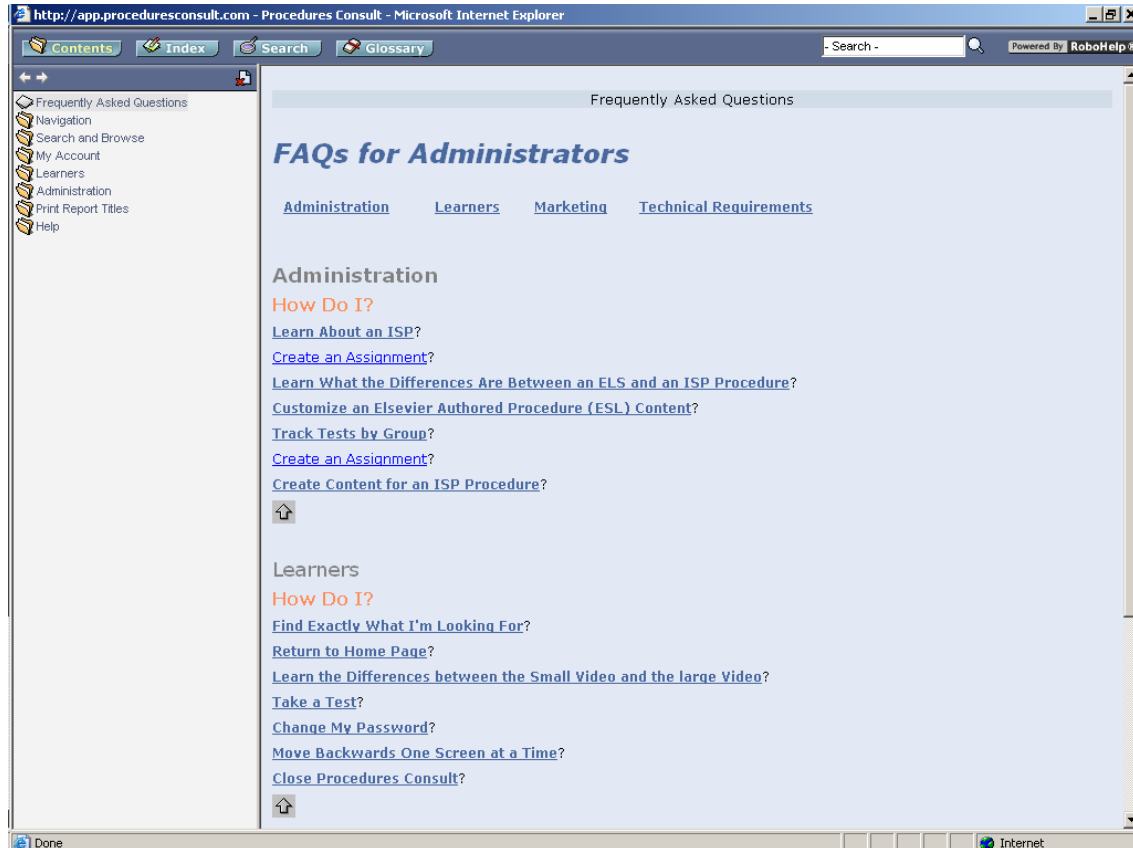 http://app.proceduresconsult.com - Procedures Consult - Microsoft Internet Explorer
Contents Index Search Glossary - Search - Powered By RoboHelp®
Frequently Asked Questions
Navigation
Search and Browse
My Account
Learners
Administration
Print Report Titles
Help
Frequently Asked Questions
FAQs for Administrators
Administration Learners Marketing Technical Requirements
Administration
How Do I?
Learn About an ISP?
Create an Assignment?
Learn What the Differences Are Between an ELS and an ISP Procedure?
Customize an Elsevier Authored Procedure (ESL) Content?
Track Tests by Group?
Create an Assignment?
Create Content for an ISP Procedure?
Learners
How Do I?
Find Exactly What I'm Looking For?
Return to Home Page?
Learn the Differences between the Small Video and the large Video?
Take a Test?
Change My Password?
Move Backwards One Screen at a Time?
Close Procedures Consult?
Done Internet